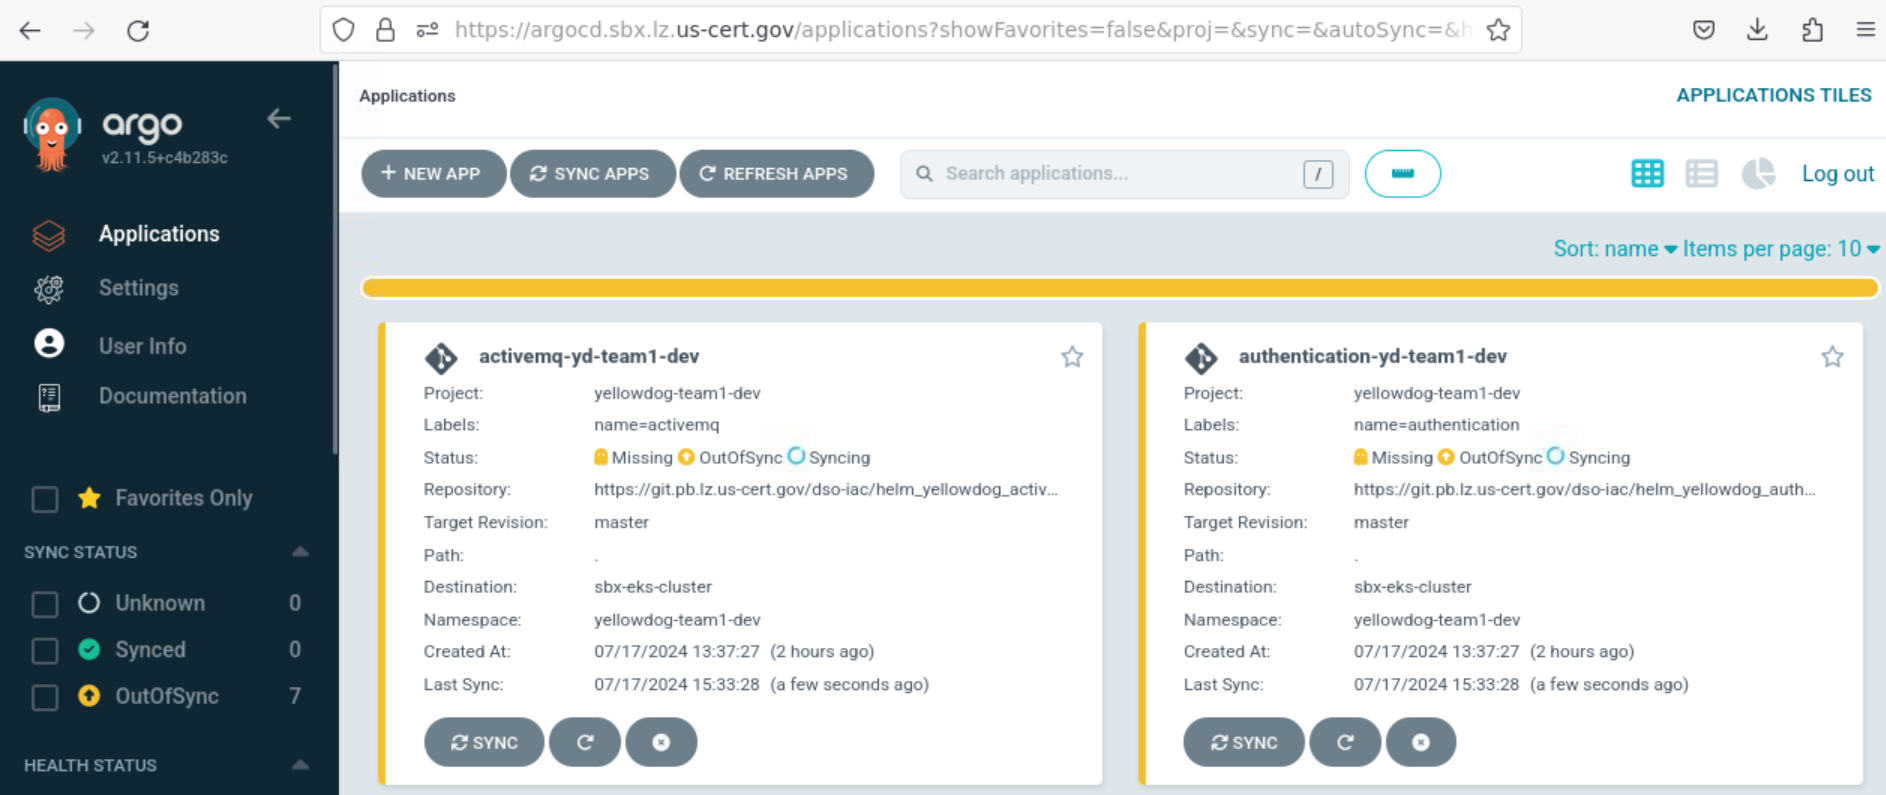 https://argocd.sbx.lz.us-cert.gov/applications?showFavorites=false&proj=&sync=&autoSync=&h
argo
v2.11.5+c4b283c
Applications
Settings
User Info
Documentation
Favorites Only
SYNC STATUS
Unknown 0
Synced 0
OutOfSync 7
HEALTH STATUS
Applications
APPLICATIONS TILES
+ NEW APP SYNC APPS REFRESH APPS Search applications... / Log out
Sort: name Items per page: 10
activemq-yd-team1-dev
Project: yellowdog-team1-dev
Labels: name=activemq
Status: Missing OutOfSync Syncing
Repository: https://git.pb.lz.us-cert.gov/dso-iac/helm_yellowdog_activ...
Target Revision: master
Path: .
Destination: sbx-eks-cluster
Namespace: yellowdog-team1-dev
Created At: 07/17/2024 13:37:27 (2 hours ago)
Last Sync: 07/17/2024 15:33:28 (a few seconds ago)
SYNC
authentication-yd-team1-dev
Project: yellowdog-team1-dev
Labels: name=authentication
Status: Missing OutOfSync Syncing
Repository: https://git.pb.lz.us-cert.gov/dso-iac/helm_yellowdog_auth...
Target Revision: master
Path: .
Destination: sbx-eks-cluster
Namespace: yellowdog-team1-dev
Created At: 07/17/2024 13:37:27 (2 hours ago)
Last Sync: 07/17/2024 15:33:28 (a few seconds ago)
SYNC